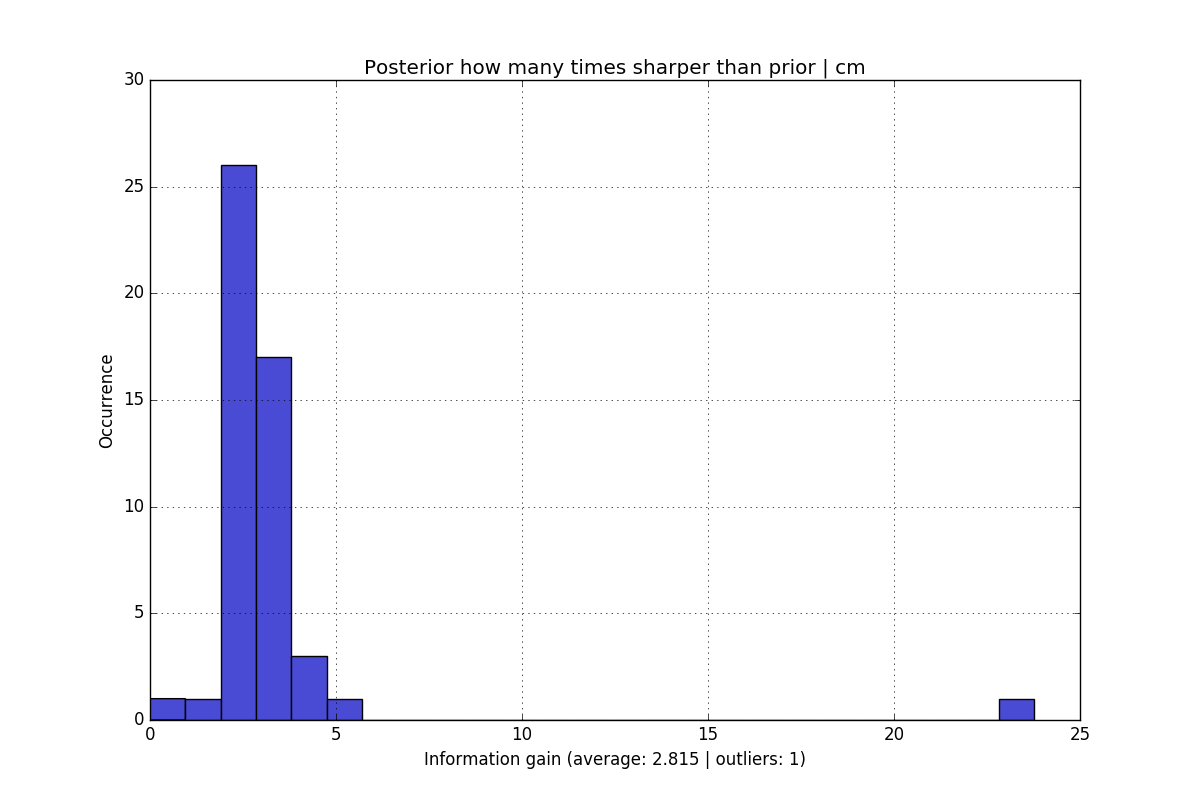 Posterior how many times sharper than prior | cm
30
25
20
15
10
5
0
Occurrence
0 5 10 15 20 25
Information gain (average: 2.815 | outliers: 1)